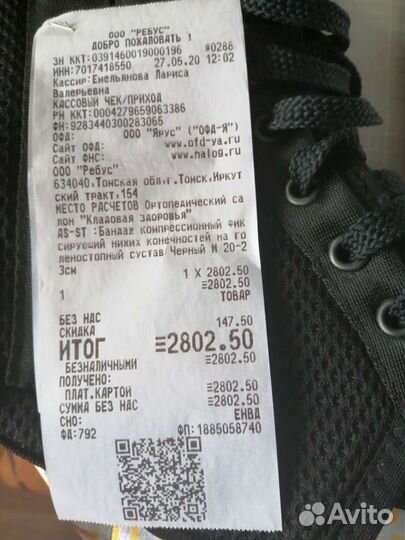 ООО "РЕБУС"
ДОБРО ПОЖАЛОВАТЬ !
ЗН ККТ:0391460019000196 #0288
ИНН:7017418550 27.05.20 12:02
Кассир:Емельянова Лариса
Валерьевна
КАССОВЫЙ ЧЕК/ПРИХОД
РН ККТ:0004279659063386
ФН:9283440300283065
ОФД: ООО "Ярус" ("ОФД-Я")
Сайт ОФД: www.ofd-ya.ru
Сайт ФНС: www.nalog.ru
ООО "Ребус"
634040,Томская обл,г.Томск,Иркут
ский тракт,154
МЕСТО РАСЧЕТОВ Ортопедический са
лон "Кладовая здоровья"
AS-ST :Бандаж компрессионный фик
сирующий нижних конечностей на го
леностопный сустав Черный М 20-2
3см
1 X 2802.50
1 ≡2802.50
ТОВАР
БЕЗ НДС
СКИДКА 147.50
ИТОГ ≡2802.50
БЕЗНАЛИЧНЫМИ ≡2802.50
ПОЛУЧЕНО:
ПЛАТ.КАРТОЙ ≡2802.50
СУММА БЕЗ НДС ≡2802.50
СНО: ЕНВД
ФД:792 ФП:1885058740
Avito